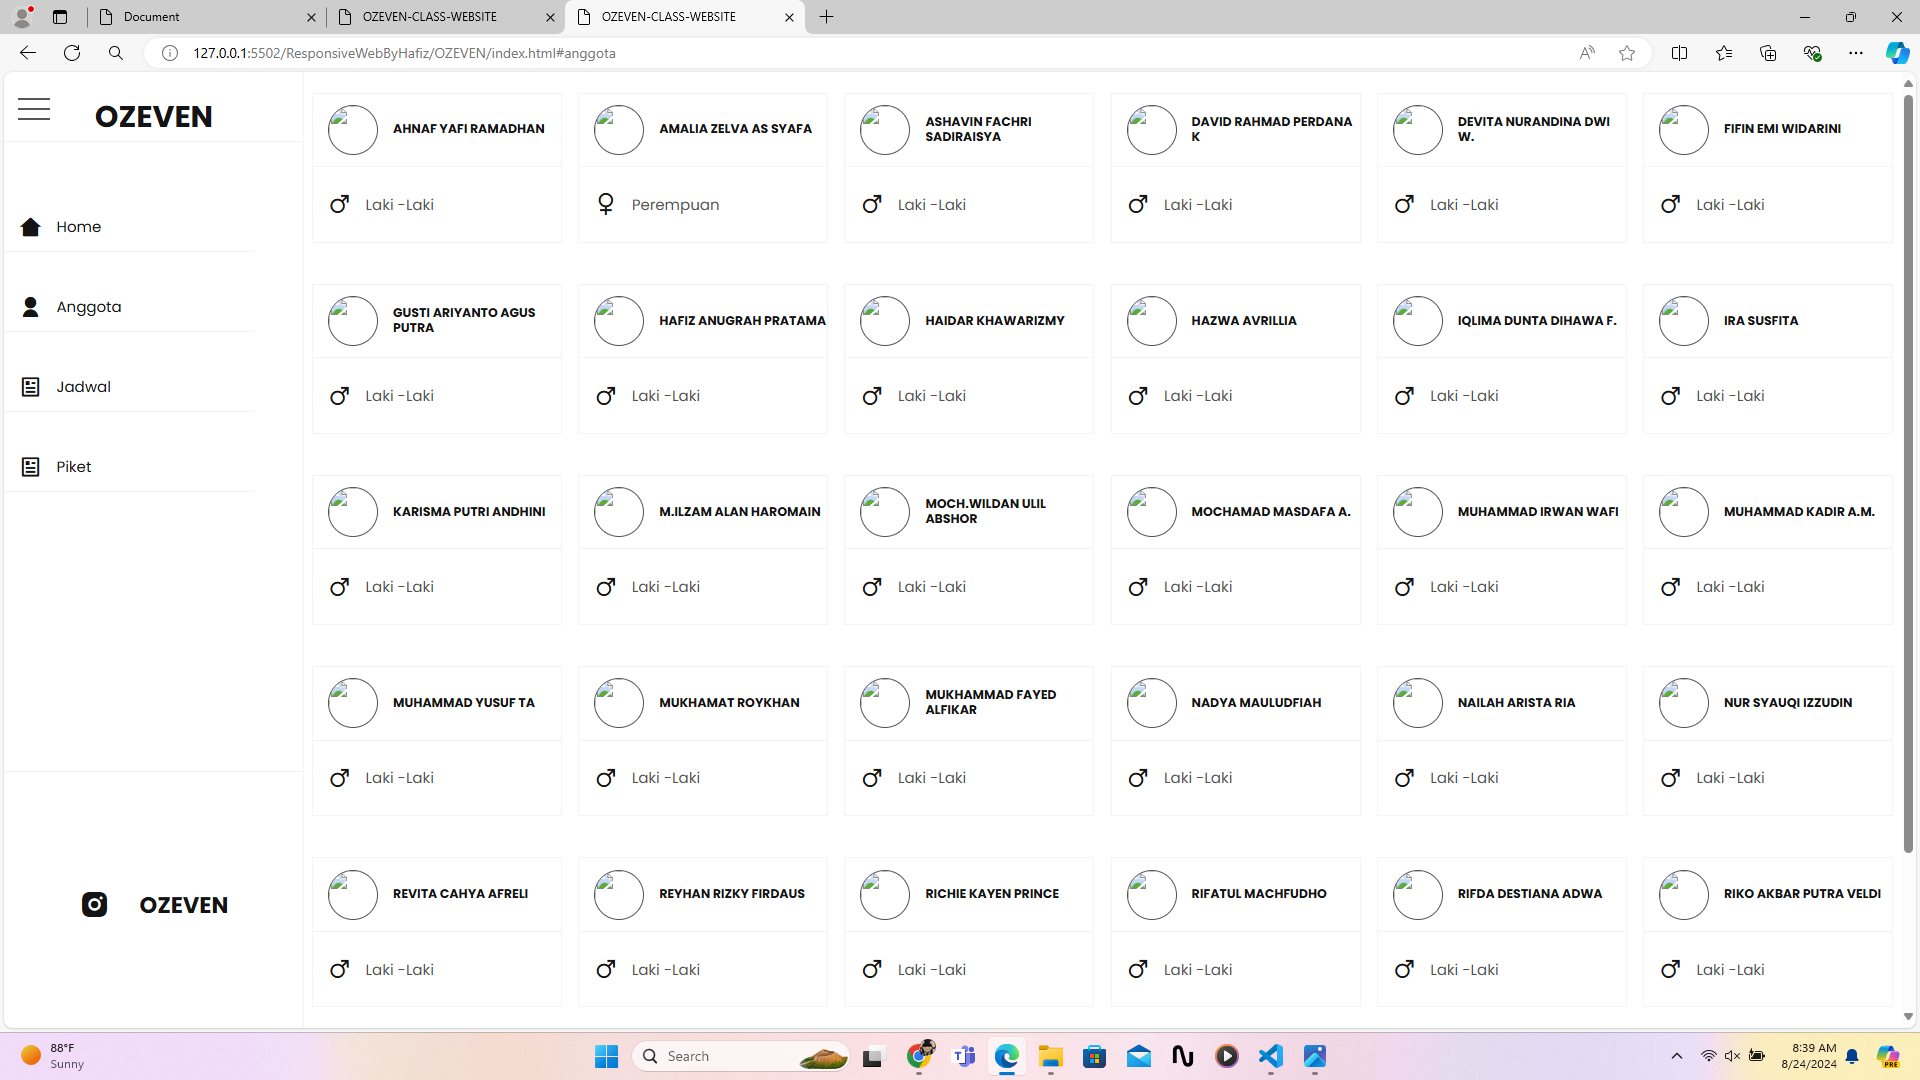 Document
OZEVEN-CLASS-WEBSITE
OZEVEN-CLASS-WEBSITE
127.0.0.1:5502/ResponsiveWebByHafiz/OZEVEN/index.html#anggota
OZEVEN
Home
Anggota
Jadwal
Piket
OZEVEN
AHNAF YAFI RAMADHAN
Laki -Laki
AMALIA ZELVA AS SYAFA
Perempuan
ASHAVIN FACHRI
SADIRAISYA
Laki -Laki
DAVID RAHMAD PERDANA
K
Laki -Laki
DEVITA NURANDINA DWI
W.
Laki -Laki
FIFIN EMI WIDARINI
Laki -Laki
GUSTI ARIYANTO AGUS
PUTRA
Laki -Laki
HAFIZ ANUGRAH PRATAMA
Laki -Laki
HAIDAR KHAWARIZMY
Laki -Laki
HAZWA AVRILLIA
Laki -Laki
IQLIMA DUNTA DIHAWA F.
Laki -Laki
IRA SUSFITA
Laki -Laki
KARISMA PUTRI ANDHINI
Laki -Laki
M.ILZAM ALAN HAROMAIN
Laki -Laki
MOCH.WILDAN ULIL
ABSHOR
Laki -Laki
MOCHAMAD MASDAFA A.
Laki -Laki
MUHAMMAD IRWAN WAFI
Laki -Laki
MUHAMMAD KADIR A.M.
Laki -Laki
MUHAMMAD YUSUF TA
Laki -Laki
MUKHAMAT ROYKHAN
Laki -Laki
MUKHAMMAD FAYED
ALFIKAR
Laki -Laki
NADYA MAULUDFIAH
Laki -Laki
NAILAH ARISTA RIA
Laki -Laki
NUR SYAUQI IZZUDIN
Laki -Laki
REVITA CAHYA AFRELI
Laki -Laki
REYHAN RIZKY FIRDAUS
Laki -Laki
RICHIE KAYEN PRINCE
Laki -Laki
RIFATUL MACHFUDHO
Laki -Laki
RIFDA DESTIANA ADWA
Laki -Laki
RIKO AKBAR PUTRA VELDI
Laki -Laki
88°F
Sunny
Search
8:39 AM
8/24/2024
PRE